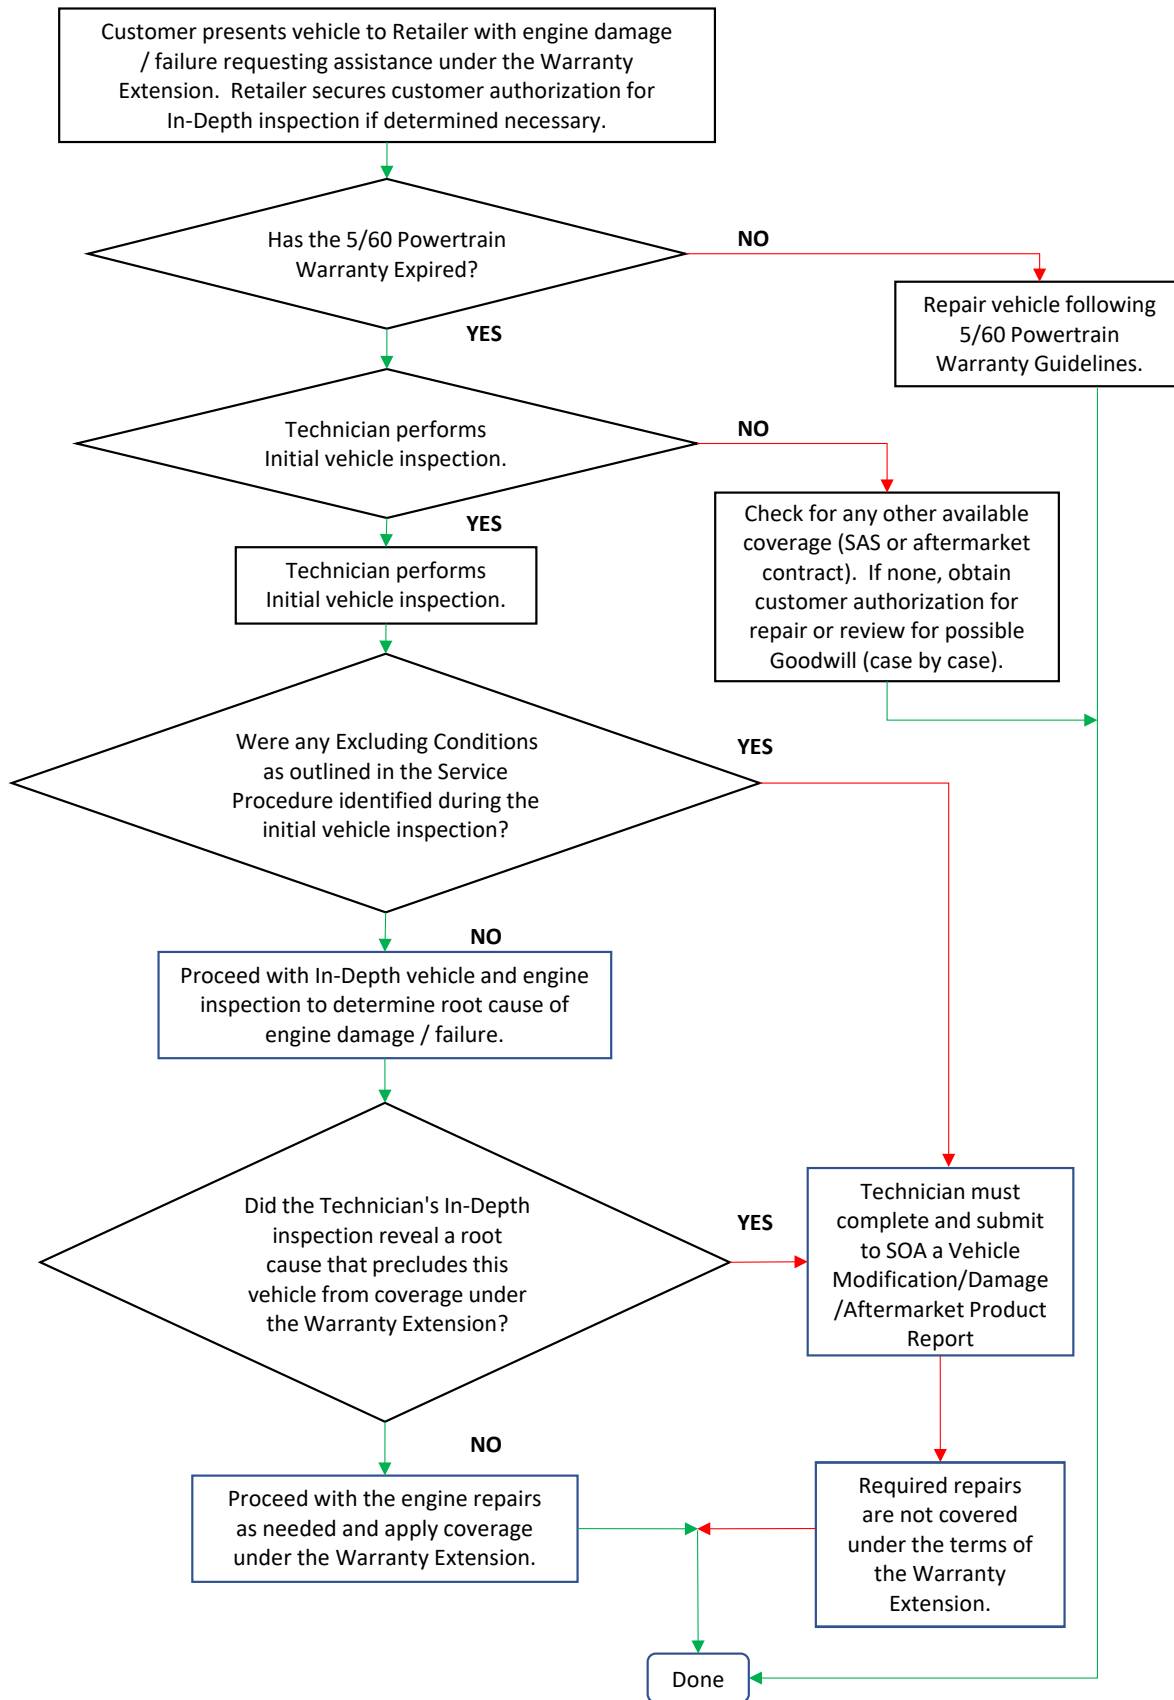 Customer presents vehicle to Retailer with engine damage
/ failure requesting assistance under the Warranty
Extension.  Retailer secures customer authorization for
In-Depth inspection if determined necessary.
Has the 5/60 Powertrain
Warranty Expired?
NO
YES
Repair vehicle following
5/60 Powertrain
Warranty Guidelines.
Technician performs
Initial vehicle inspection.
NO
YES
Check for any other available
coverage (SAS or aftermarket
contract).  If none, obtain
customer authorization for
repair or review for possible
Goodwill (case by case).
Technician performs
Initial vehicle inspection.
Were any Excluding Conditions
as outlined in the Service
Procedure identified during the
initial vehicle inspection?
YES
NO
Proceed with In-Depth vehicle and engine
inspection to determine root cause of
engine damage / failure.
Did the Technician's In-Depth
inspection reveal a root
cause that precludes this
vehicle from coverage under
the Warranty Extension?
YES
NO
Technician must
complete and submit
to SOA a Vehicle
Modification/Damage
/Aftermarket Product
Report
Proceed with the engine repairs
as needed and apply coverage
under the Warranty Extension.
Required repairs
are not covered
under the terms of
the Warranty
Extension.
Done